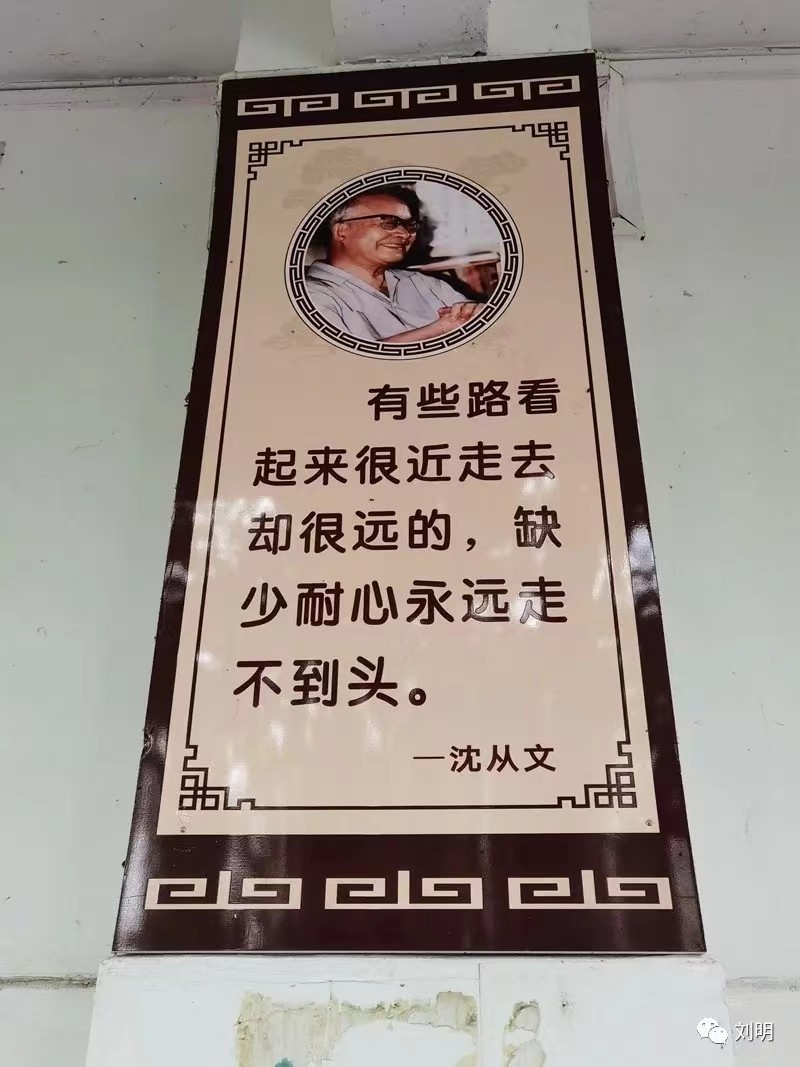 有些路看
起来很近走去
却很远的，缺
少耐心永远走
不到头。
—沈从文
刘明